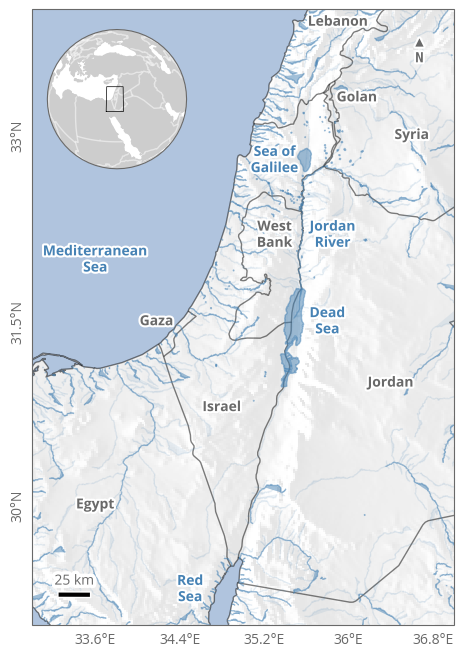 Lebanon
N
Golan
33°N
Syria
Sea of
Galilee
West
Bank
Jordan
River
Mediterranean
Sea
31.5°N
Gaza
Dead
Sea
Jordan
Israel
30°N
Egypt
25 km
Red
Sea
33.6°E
34.4°E
35.2°E
36°E
36.8°E